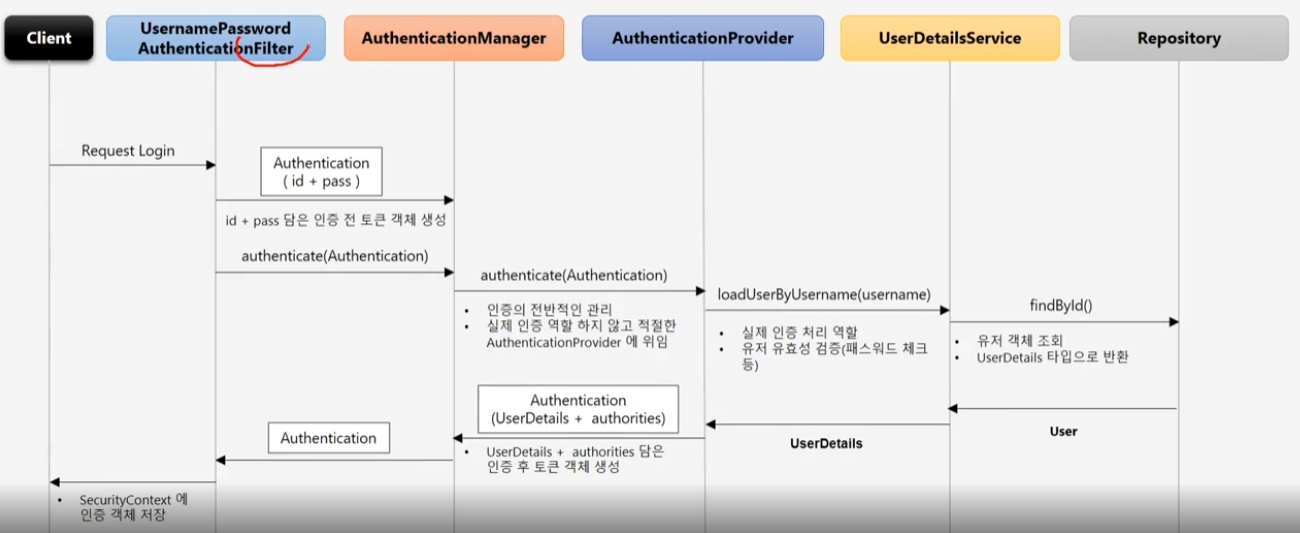 Client
UsernamePassword
AuthenticationFilter
AuthenticationManager
AuthenticationProvider
UserDetailsService
Repository
Request Login
Authentication
( id + pass )
id + pass 담은 인증 전 토큰 객체 생성
authenticate(Authentication)
authenticate(Authentication)
• 인증의 전반적인 관리
• 실제 인증 역할 하지 않고 적절한
AuthenticationProvider 에 위임
loadUserByUsername(username)
• 실제 인증 처리 역할
• 유저 유효성 검증(패스워드 체크
등)
findById()
• 유저 객체 조회
• UserDetails 타입으로 반환
User
UserDetails
Authentication
(UserDetails + authorities)
• UserDetails + authorities 담은
인증 후 토큰 객체 생성
Authentication
• SecurityContext 에
인증 객체 저장